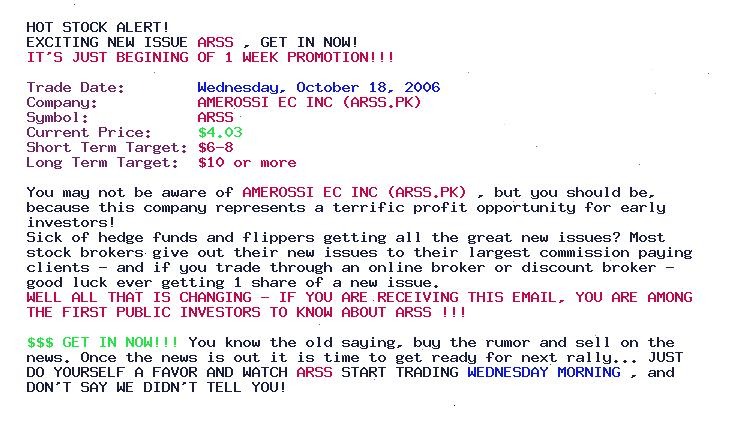 HOT STOCK ALERT!
EXCITING NEW ISSUE ARSS , GET IN NOW!
IT'S JUST BEGINING OF 1 WEEK PROMOTION!!!
Trade Date: Wednesday, October 18, 2006
Company: AMEROSSI EC INC (ARSS.PK)
Symbol: ARSS
Current Price: $4.03
Short Term Target: $6-8
Long Term Target: $10 or more
You may not be aware of AMEROSSI EC INC (ARSS.PK) , but you should be,
because this company represents a terrific profit opportunity for early
investors!
Sick of hedge funds and flippers getting all the great new issues? Most
stock brokers give out their new issues to their largest commission paying
clients - and if you trade through an online broker or discount broker -
good luck ever getting 1 share of a new issue.
WELL ALL THAT IS CHANGING - IF YOU ARE RECEIVING THIS EMAIL, YOU ARE AMONG
THE FIRST PUBLIC INVESTORS TO KNOW ABOUT ARSS !!!
$$$ GET IN NOW!!! You know the old saying, buy the rumor and sell on the
news. Once the news is out it is time to get ready for next rally... JUST
DO YOURSELF A FAVOR AND WATCH ARSS START TRADING WEDNESDAY MORNING , and
DON'T SAY WE DIDN'T TELL YOU!